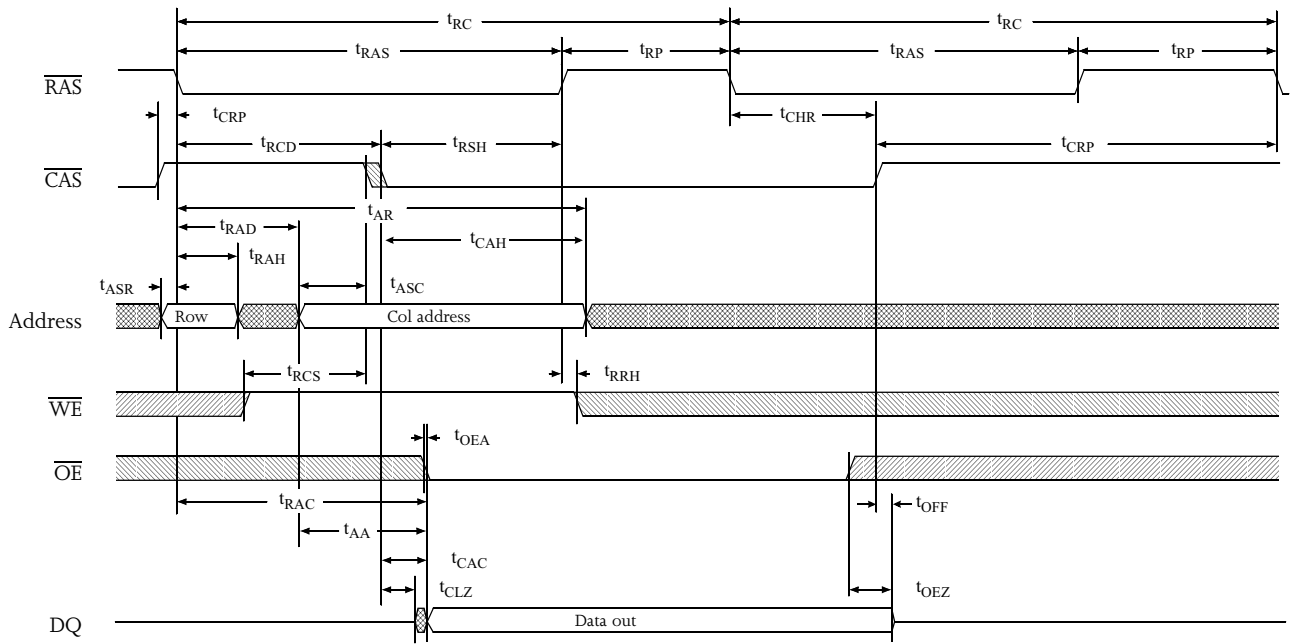 tRC tRC
tRAS tRP tRAS tRP
RAS
tCRP tCHR
tRCD tRSH tCRP
CAS
tAR
tRAD tCAH
tRAH
tASR tASC
Address Row Col address
tRCS tRRH
WE
tOEA
OE
tRAC tOFF
tAA
tCAC
tCLZ tOEZ
DQ Data out